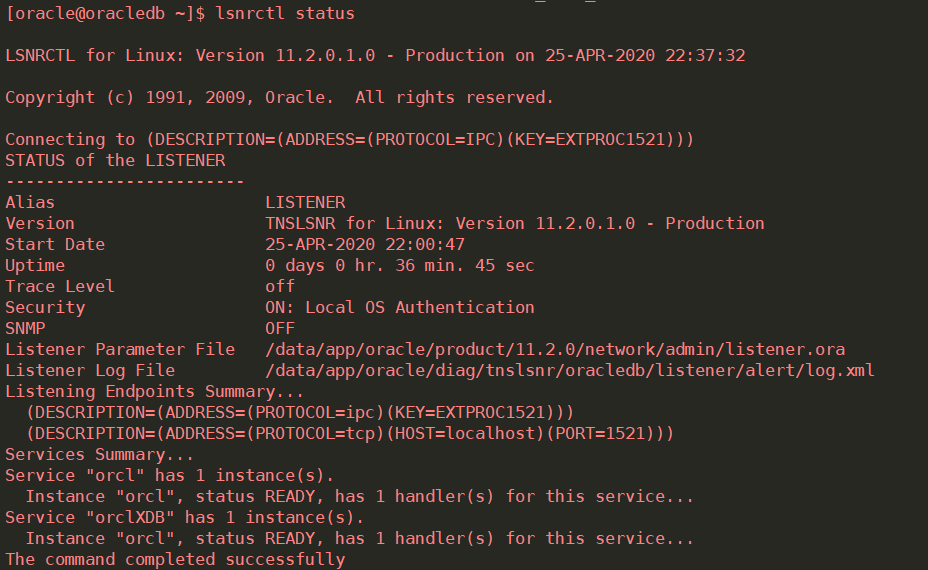 [oracle@oracledb ~]$ lsnrctl status
LSNRCTL for Linux: Version 11.2.0.1.0 - Production on 25-APR-2020 22:37:32
Copyright (c) 1991, 2009, Oracle.  All rights reserved.
Connecting to (DESCRIPTION=(ADDRESS=(PROTOCOL=IPC)(KEY=EXTPROC1521)))
STATUS of the LISTENER
------------------------
Alias                     LISTENER
Version                   TNSLSNR for Linux: Version 11.2.0.1.0 - Production
Start Date                25-APR-2020 22:00:47
Uptime                    0 days 0 hr. 36 min. 45 sec
Trace Level               off
Security                  ON: Local OS Authentication
SNMP                      OFF
Listener Parameter File   /data/app/oracle/product/11.2.0/network/admin/listener.ora
Listener Log File         /data/app/oracle/diag/tnslsnr/oracledb/listener/alert/log.xml
Listening Endpoints Summary...
  (DESCRIPTION=(ADDRESS=(PROTOCOL=ipc)(KEY=EXTPROC1521)))
  (DESCRIPTION=(ADDRESS=(PROTOCOL=tcp)(HOST=localhost)(PORT=1521)))
Services Summary...
Service "orcl" has 1 instance(s).
  Instance "orcl", status READY, has 1 handler(s) for this service...
Service "orclXDB" has 1 instance(s).
  Instance "orcl", status READY, has 1 handler(s) for this service...
The command completed successfully